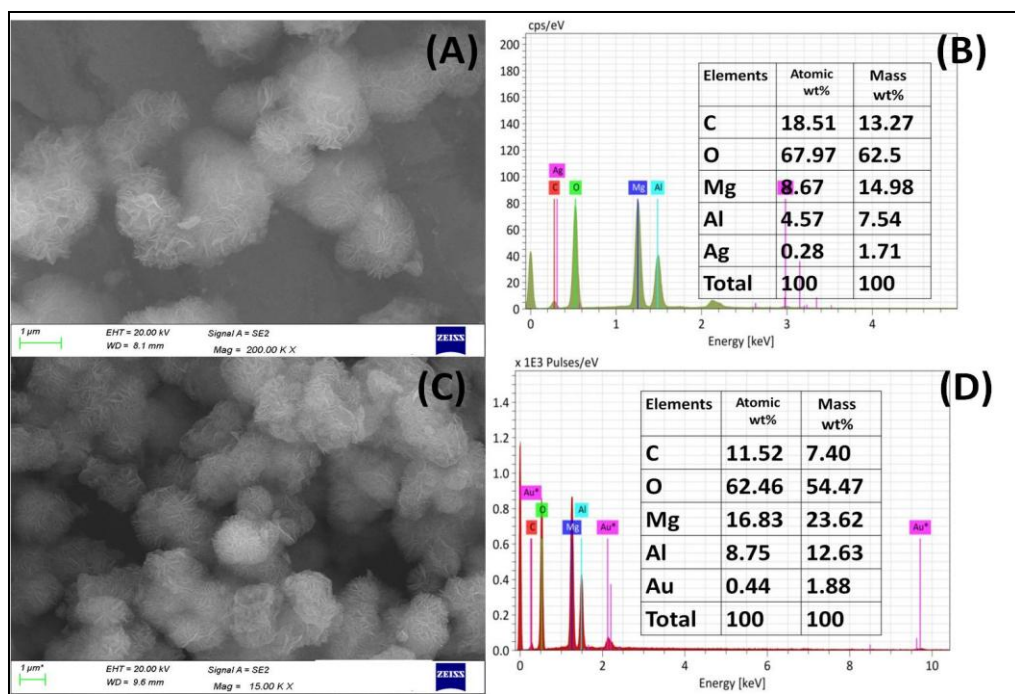 (A)
1 µm
EHT = 20.00 kV
Signal A = SE2
WD = 8.1 mm
Mag = 200.00 K X
ZEISS
cps/eV
(B)
200
180
160
140
120
100
80
60
40
20
0
Elements Atomic wt% Mass wt%
C 18.51 13.27
O 67.97 62.5
Mg 8.67 14.98
Al 4.57 7.54
Ag 0.28 1.71
Total 100 100
Ag
C O Mg Al
0 1 2 3 4
Energy [keV]
(C)
1 µm*
EHT = 20.00 kV
Signal A = SE2
WD = 9.6 mm
Mag = 15.00 K X
ZEISS
x 1E3 Pulses/eV
(D)
1.4
1.2
1.0
0.8
0.6
0.4
0.2
0.0
Elements Atomic wt% Mass wt%
C 11.52 7.40
O 62.46 54.47
Mg 16.83 23.62
Al 8.75 12.63
Au 0.44 1.88
Total 100 100
Au*
O Al
C Mg Au* Au*
0 2 4 6 8 10
Energy [keV]